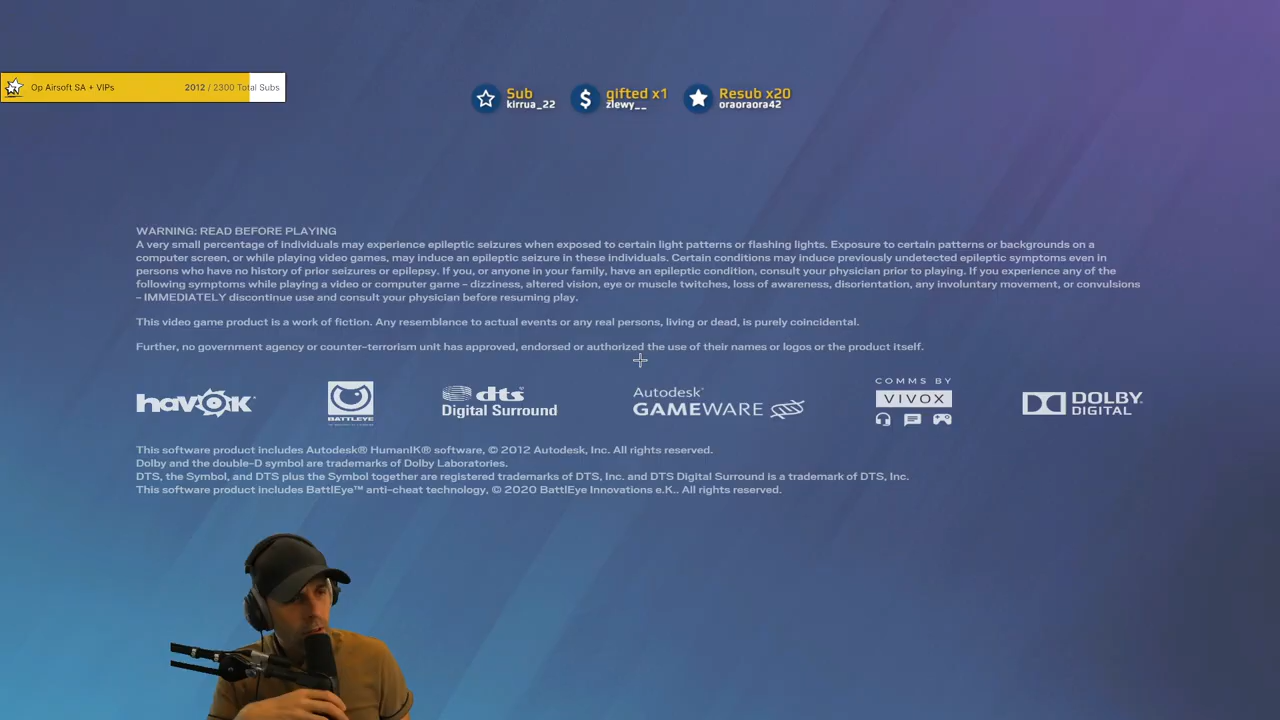 Op Airsoft SA + VIPs 2012 / 2300 Total Subs
Sub
kirrua_22
gifted x1
zlewy__
Resub x20
oraoraora42
WARNING: READ BEFORE PLAYING
A very small percentage of individuals may experience epileptic seizures when exposed to certain light patterns or flashing lights. Exposure to certain patterns or backgrounds on a
computer screen, or while playing video games, may induce an epileptic seizure in these individuals. Certain conditions may induce previously undetected epileptic symptoms even in
persons who have no history of prior seizures or epilepsy. If you, or anyone in your family, have an epileptic condition, consult your physician prior to playing. If you experience any of the
following symptoms while playing a video or computer game – dizziness, altered vision, eye or muscle twitches, loss of awareness, disorientation, any involuntary movement, or convulsions
– IMMEDIATELY discontinue use and consult your physician before resuming play.
This video game product is a work of fiction. Any resemblance to actual events or any real persons, living or dead, is purely coincidental.
Further, no government agency or counter-terrorism unit has approved, endorsed or authorized the use of their names or logos or the product itself.
havok
BATTLEYE
dts
Digital Surround
Autodesk®
GAMEWARE
COMMS BY
VIVOX
DOLBY
DIGITAL
This software product includes Autodesk® HumanIK® software, © 2012 Autodesk, Inc. All rights reserved.
Dolby and the double-D symbol are trademarks of Dolby Laboratories.
DTS, the Symbol, and DTS plus the Symbol together are registered trademarks of DTS, Inc. and DTS Digital Surround is a trademark of DTS, Inc.
This software product includes BattlEye™ anti-cheat technology, © 2020 BattlEye Innovations e.K.. All rights reserved.